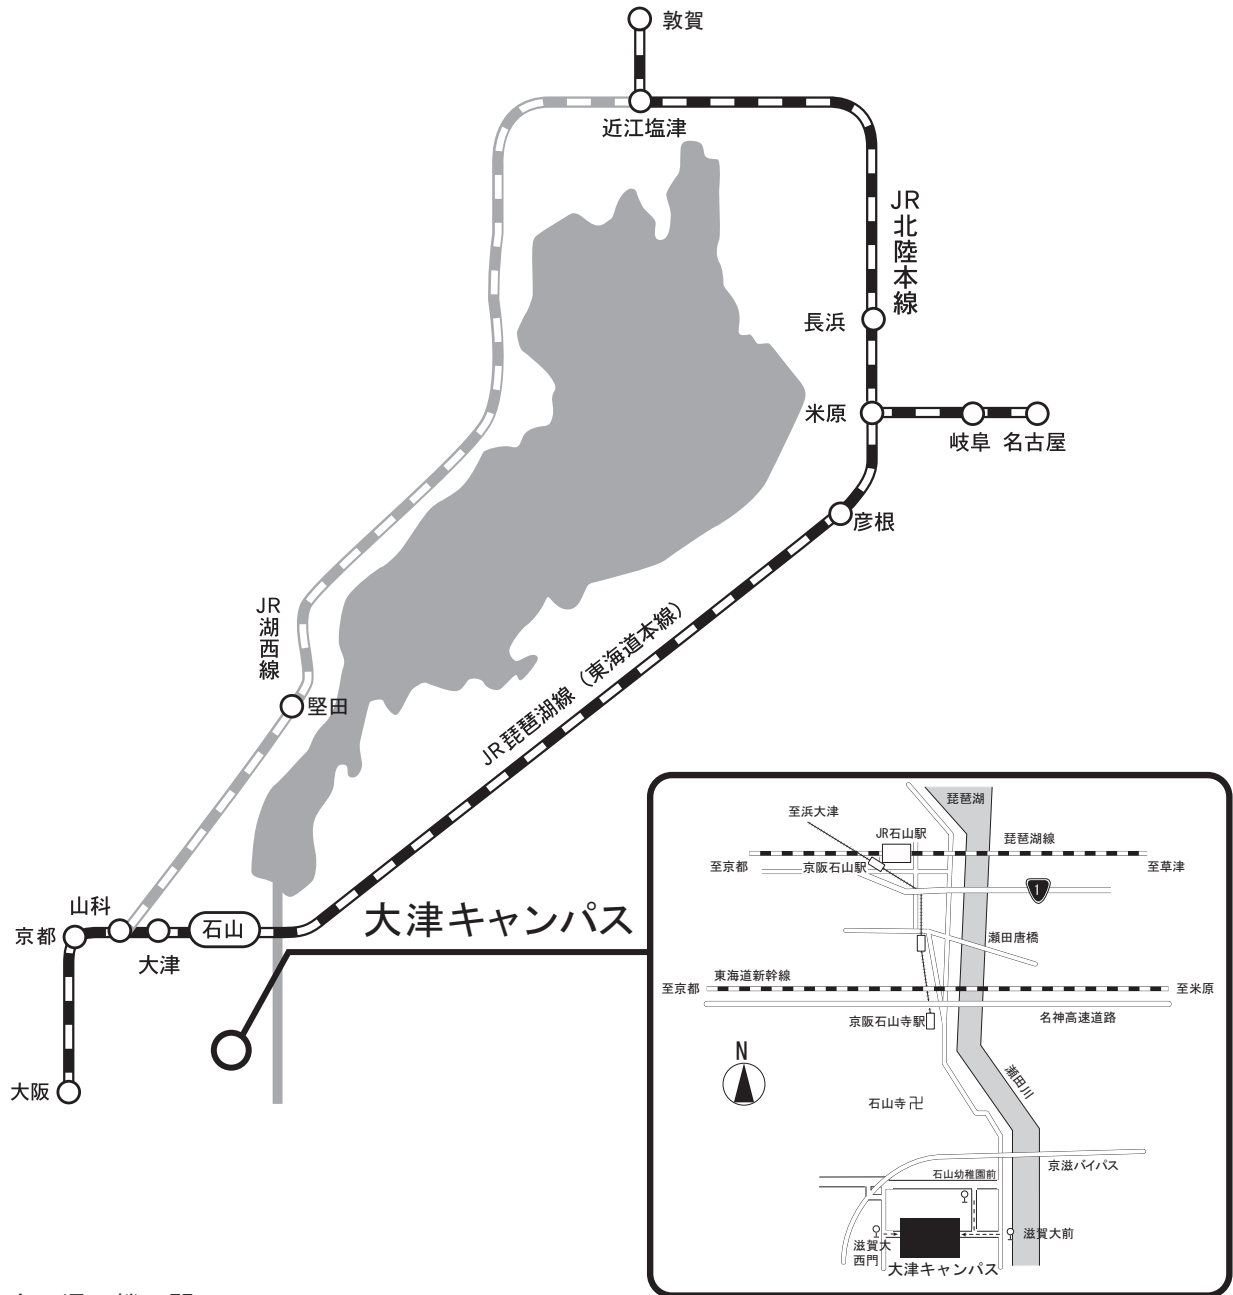 敦賀
近江塩津
JR北陸本線
長浜
米原
岐阜
名古屋
彦根
JR湖西線
堅田
JR琵琶湖線（東海道本線）
山科
京都
大津
石山
大津キャンパス
大阪
琵琶湖
至浜大津
JR石山駅
琵琶湖線
至京都
京阪石山駅
至草津
1
瀬田唐橋
東海道新幹線
至京都
至米原
京阪石山寺駅
名神高速道路
N
瀬田川
石山寺卍
京滋バイパス
石山幼稚園前
滋賀大
西門
滋賀大前
大津キャンパス